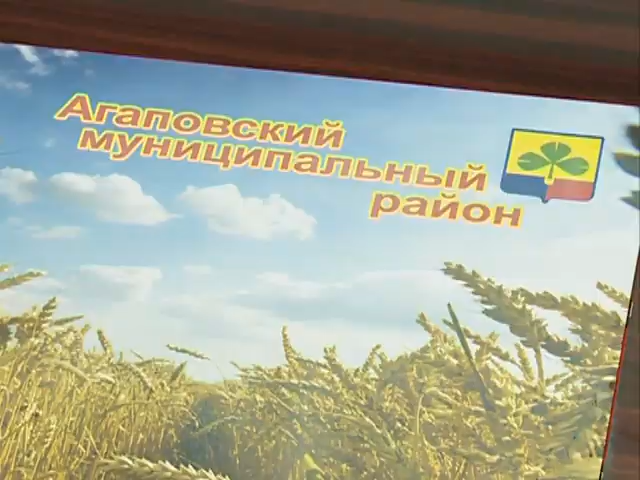 Агаповский
муниципальный
район